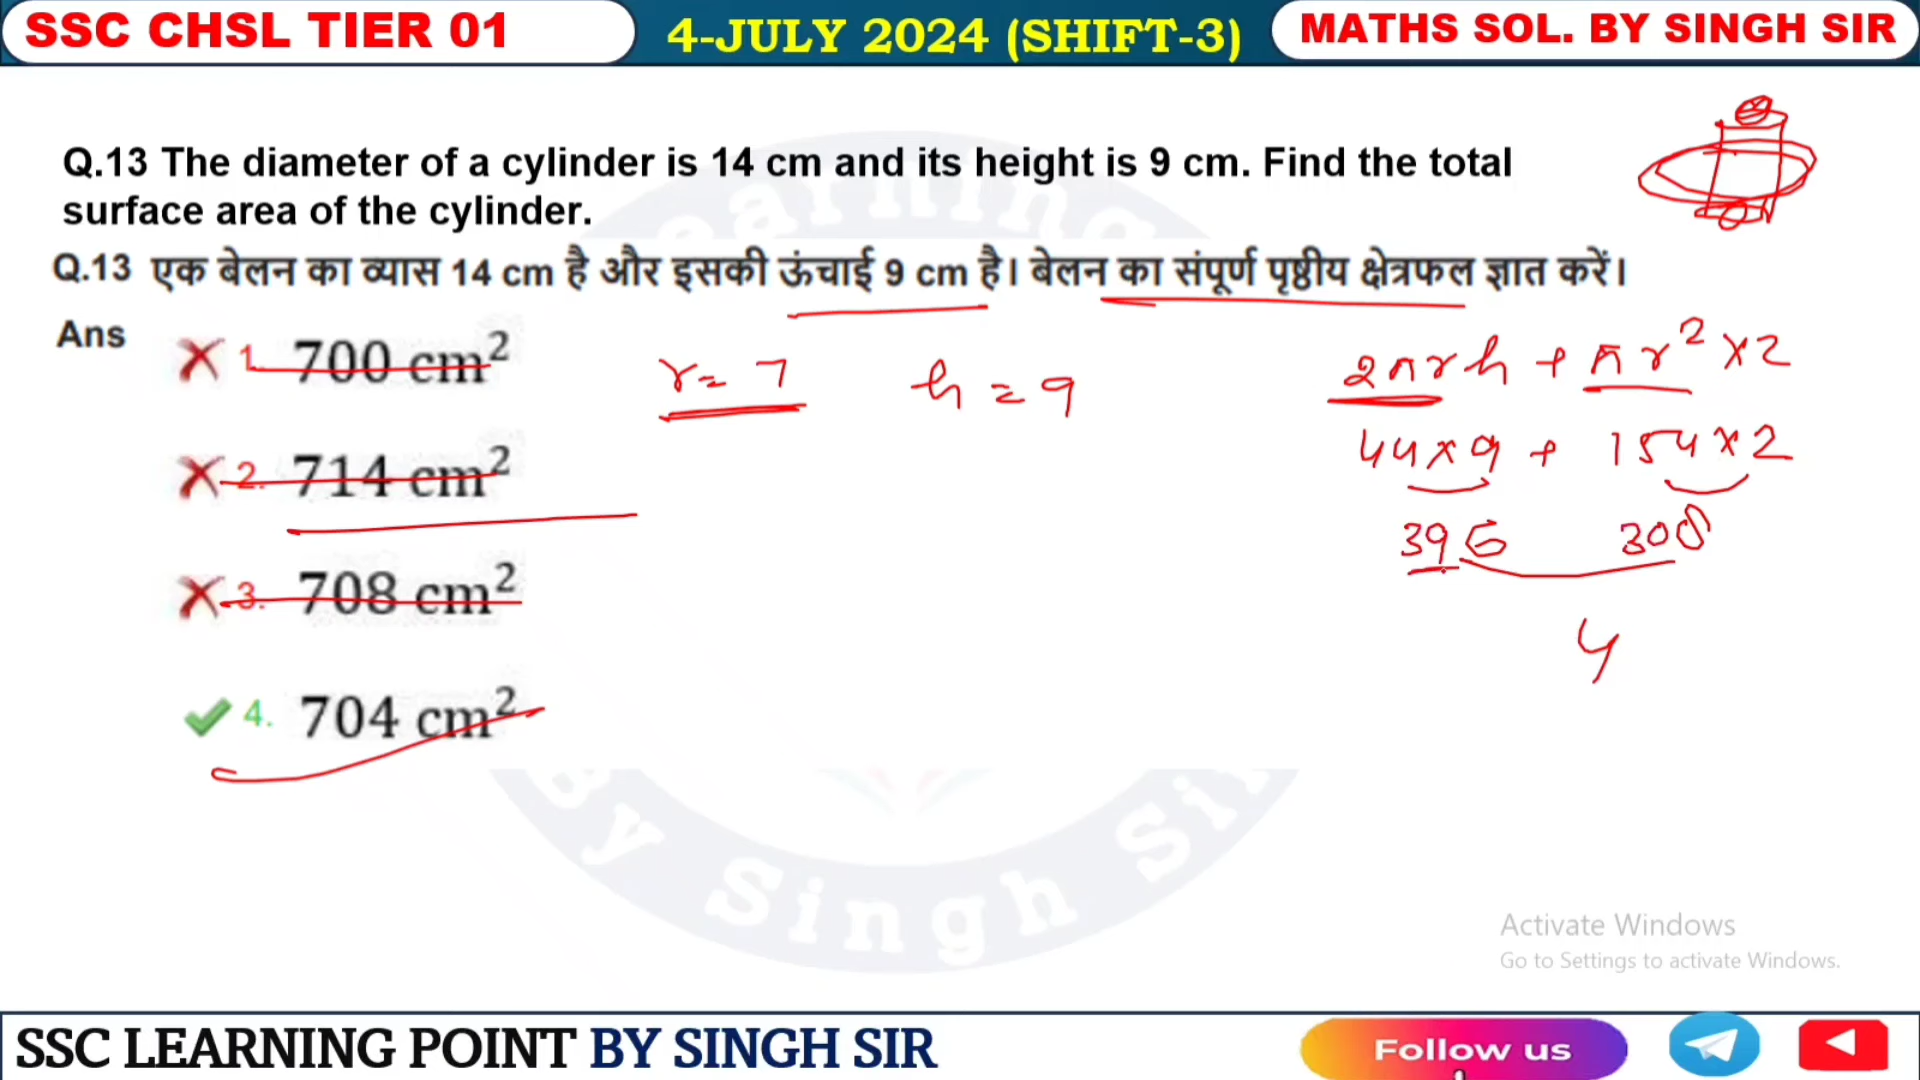 SSC CHSL TIER 01
4-JULY 2024 (SHIFT-3)
MATHS SOL. BY SINGH SIR
Q.13 The diameter of a cylinder is 14 cm and its height is 9 cm. Find the total
surface area of the cylinder.
Q.13 एक बेलन का व्यास 14 cm है और इसकी ऊंचाई 9 cm है। बेलन का संपूर्ण पृष्ठीय क्षेत्रफल ज्ञात करें।
Ans
1. 700 cm²
2. 714 cm²
3. 708 cm²
4. 704 cm²
r = 7
h = 9
2πrh + πr² × 2
44 × 9 + 154 × 2
396 308
4
Learning
By Singh Sir
Activate Windows
Go to Settings to activate Windows.
SSC LEARNING POINT BY SINGH SIR
Follow us